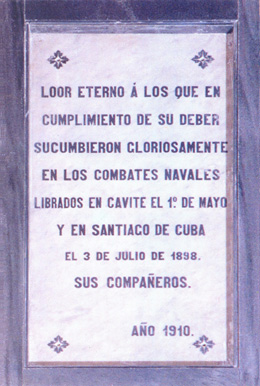 LOOR ETERNO Á LOS QUE EN
CUMPLIMIENTO DE SU DEBER
SUCUMBIERON CLORIOSAMENTE
EN LOS COMBATES NAVALES
LIBRADOS EN CAVITE EL 1º DE MAYO
Y EN SANTIAGO DE CUBA
EL 3 DE JULIO DE 1898.
SUS COMPAÑEROS.
AÑO 1910.